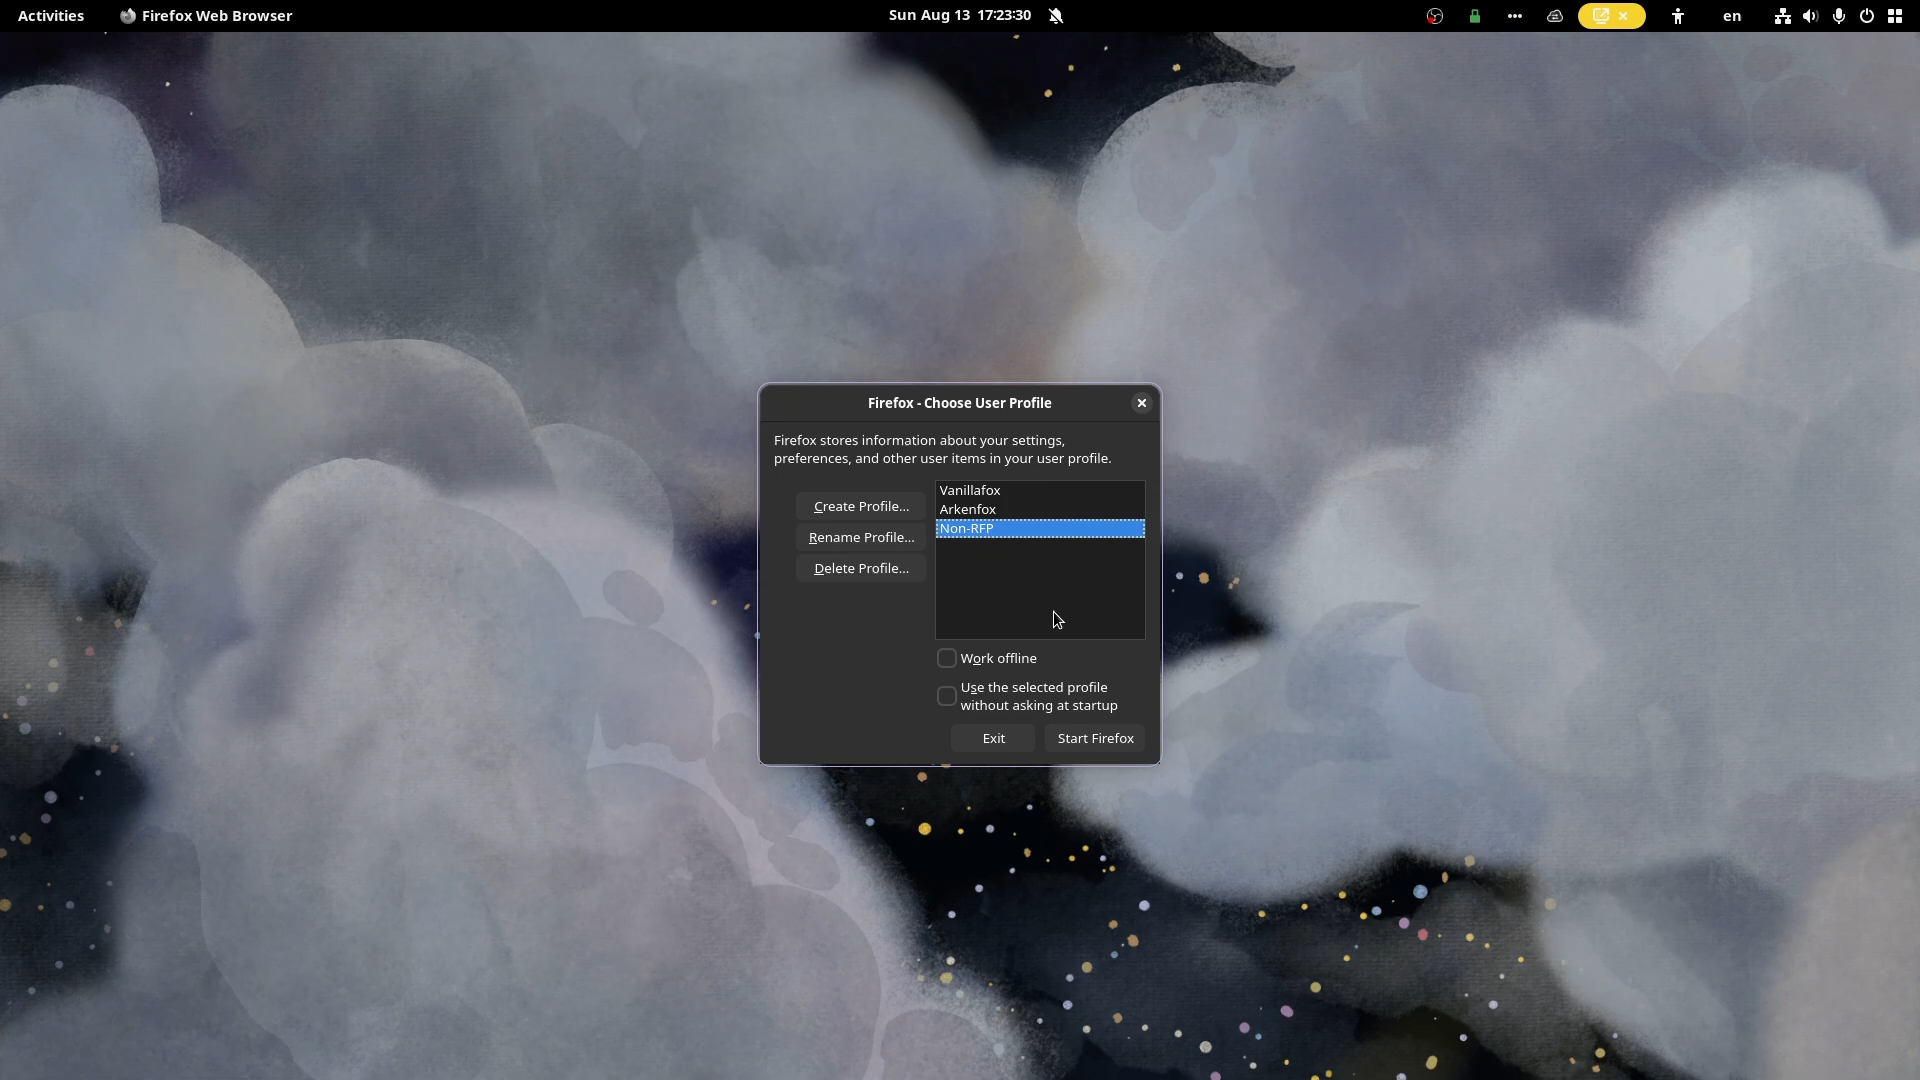 Activities
Firefox Web Browser
Sun Aug 13 17:23:30
en
Firefox - Choose User Profile
Firefox stores information about your settings,
preferences, and other user items in your user profile.
Create Profile...
Rename Profile...
Delete Profile...
Vanillafox
Arkenfox
Non-RFP
Work offline
Use the selected profile
without asking at startup
Exit
Start Firefox